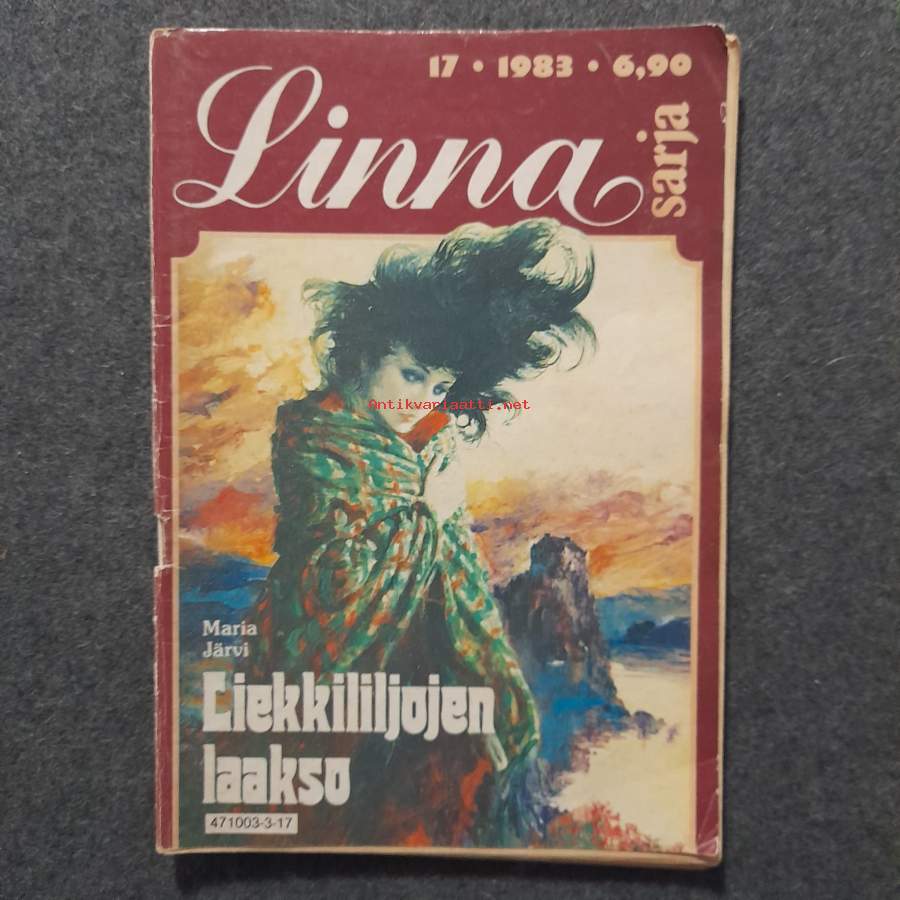 17 • 1983 • 6,90
Linna
sarja
Antikvariaatti.net
Maria
Järvi
Liekkililjojen
laakso
471003-3-17